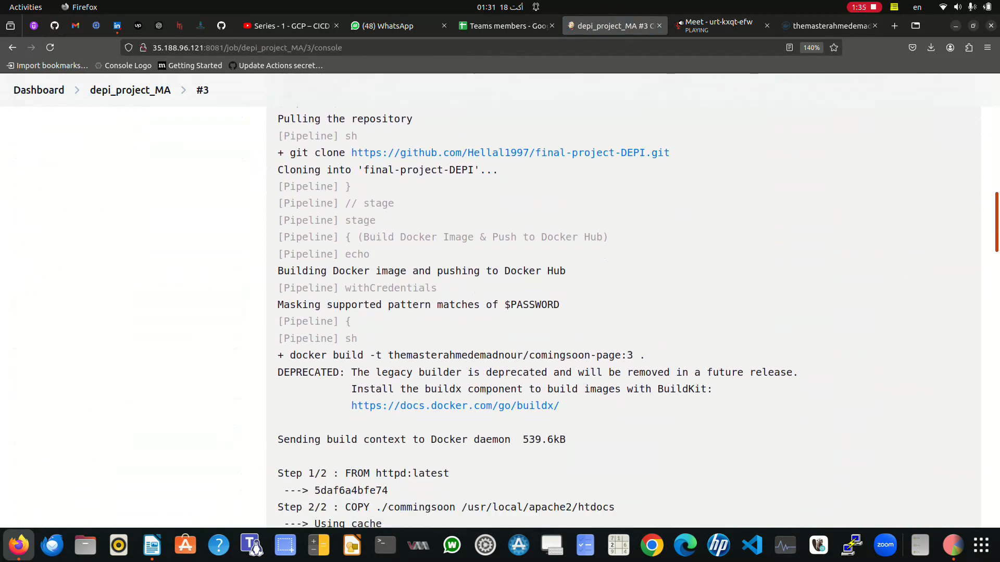 Activities
Firefox
01:31 18 أكت
1:35
en
Series - 1 - GCP – CICD
(48) WhatsApp
Teams members - Goo
depi_project_MA #3 C
Meet - urt-kxqt-efw
PLAYING
themasterahmedemad
35.188.96.121:8081/job/depi_project_MA/3/console
140%
Import bookmarks...
Console Logo
Getting Started
Update Actions secret...
Dashboard
depi_project_MA
#3
Pulling the repository
[Pipeline] sh
+ git clone https://github.com/Hellal1997/final-project-DEPI.git
Cloning into 'final-project-DEPI'...
[Pipeline] }
[Pipeline] // stage
[Pipeline] stage
[Pipeline] { (Build Docker Image & Push to Docker Hub)
[Pipeline] echo
Building Docker image and pushing to Docker Hub
[Pipeline] withCredentials
Masking supported pattern matches of $PASSWORD
[Pipeline] {
[Pipeline] sh
+ docker build -t themasterahmedemadnour/comingsoon-page:3 .
DEPRECATED: The legacy builder is deprecated and will be removed in a future release.
Install the buildx component to build images with BuildKit:
https://docs.docker.com/go/buildx/
Sending build context to Docker daemon  539.6kB
Step 1/2 : FROM httpd:latest
---> 5daf6a4bfe74
Step 2/2 : COPY ./commingsoon /usr/local/apache2/htdocs
---> Using cache
zoom